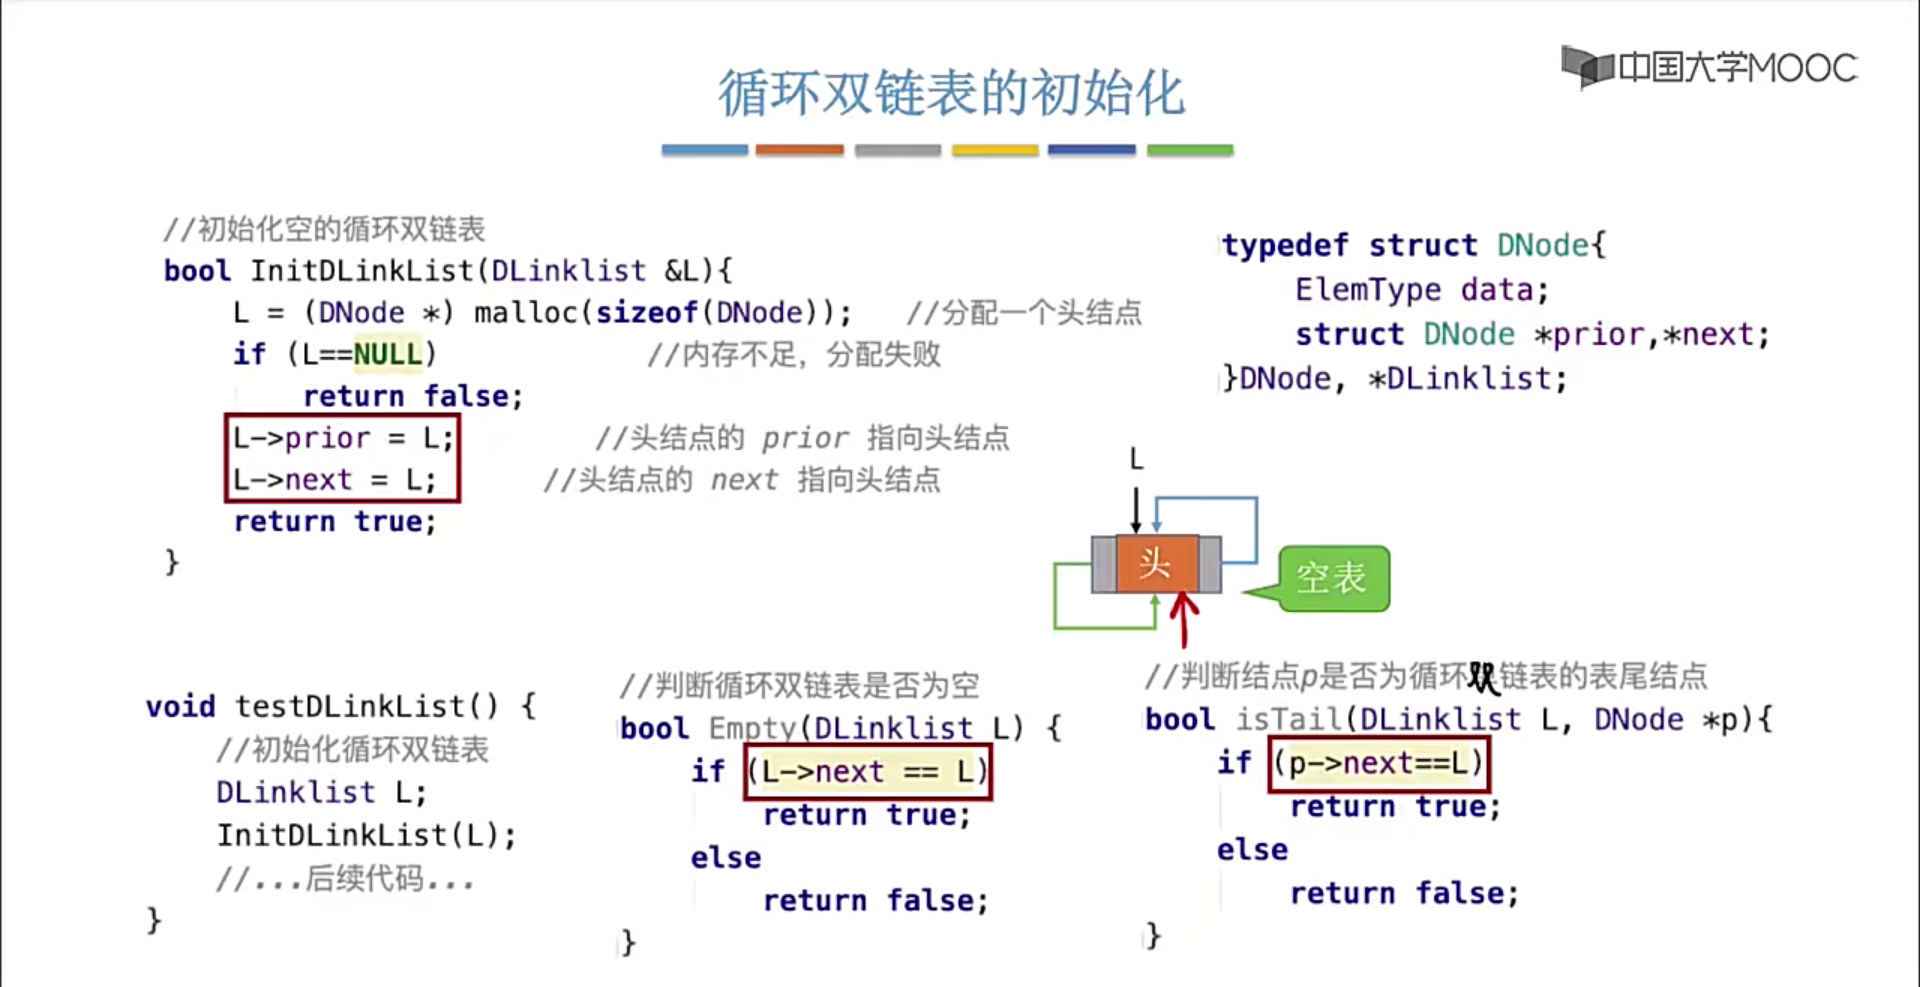 中国大学MOOC
循环双链表的初始化
//初始化空的循环双链表
bool InitDLinkList(DLinklist &L){
L = (DNode *) malloc(sizeof(DNode)); //分配一个头结点
if (L==NULL) //内存不足，分配失败
return false;
L->prior = L; //头结点的 prior 指向头结点
L->next = L; //头结点的 next 指向头结点
return true;
}
typedef struct DNode{
ElemType data;
struct DNode *prior,*next;
}DNode, *DLinklist;
L
头
空表
void testDLinkList() {
//初始化循环双链表
DLinklist L;
InitDLinkList(L);
//...后续代码...
}
//判断循环双链表是否为空
bool Empty(DLinklist L) {
if (L->next == L)
return true;
else
return false;
}
//判断结点p是否为循环双链表的表尾结点
bool isTail(DLinklist L, DNode *p){
if (p->next==L)
return true;
else
return false;
}